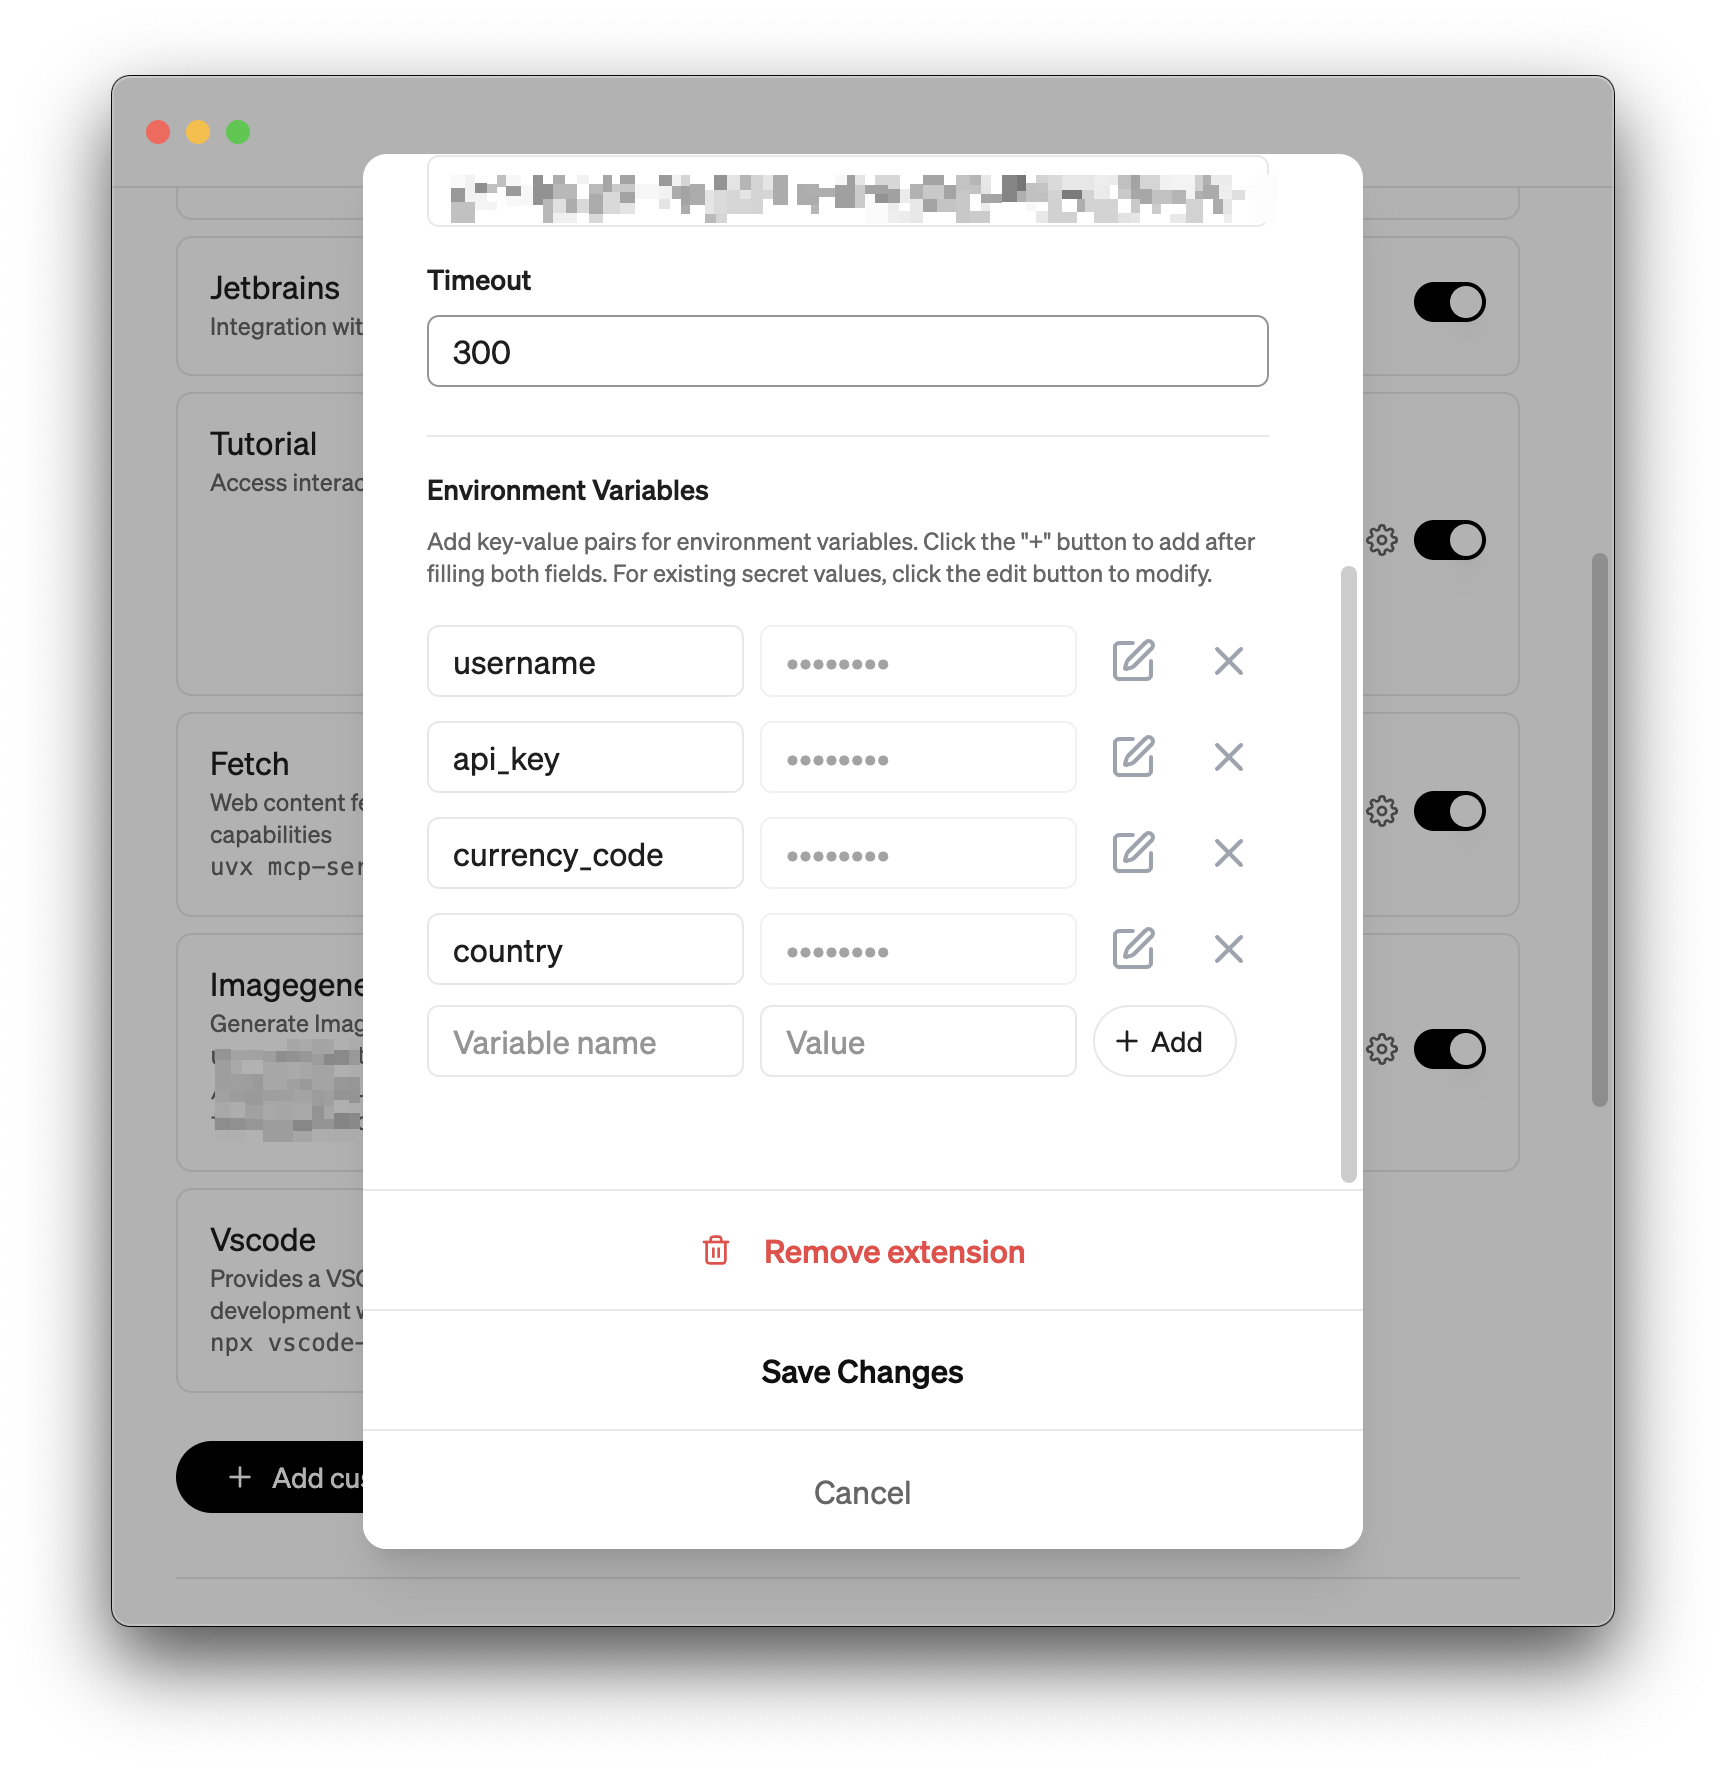 Jetbrains
Integration wit
Tutorial
Access interac
Fetch
Web content fe
capabilities
uvx mcp-ser
Imagegene
Generate Imag
Vscode
Provides a VSC
development w
npx vscode-
+ Add cus
Timeout
300
Environment Variables
Add key-value pairs for environment variables. Click the "+" button to add after
filling both fields. For existing secret values, click the edit button to modify.
username ••••••••
api_key ••••••••
currency_code ••••••••
country ••••••••
Variable name Value + Add
Remove extension
Save Changes
Cancel